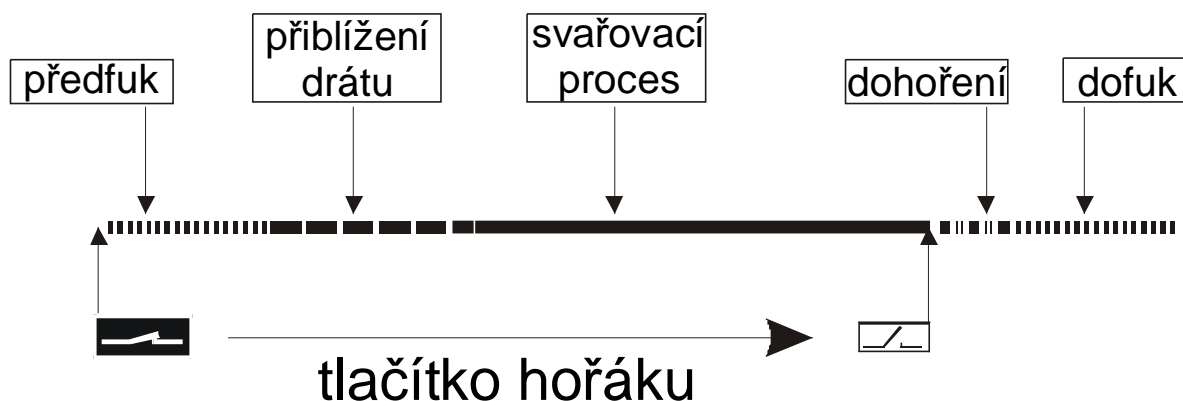 předfuk
přiblížení
drátu
svařovací
proces
dohoření
dofuk
tlačítko hořáku